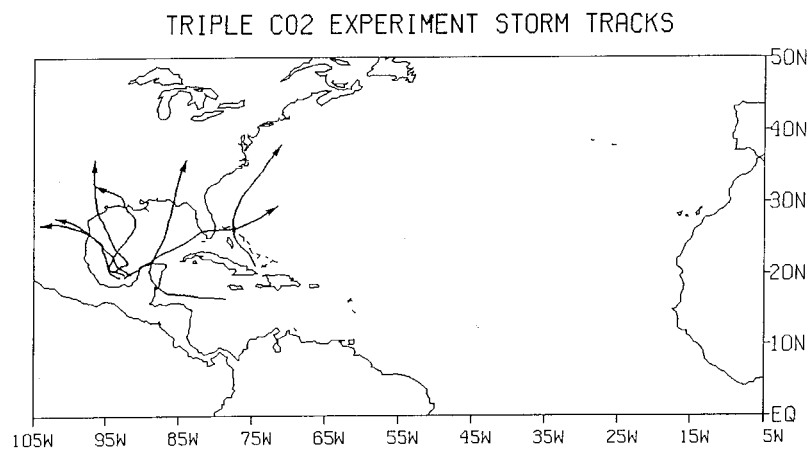 TRIPLE CO2 EXPERIMENT STORM TRACKS
50N
40N
30N
20N
10N
EQ
105W 95W 85W 75W 65W 55W 45W 35W 25W 15W 5W